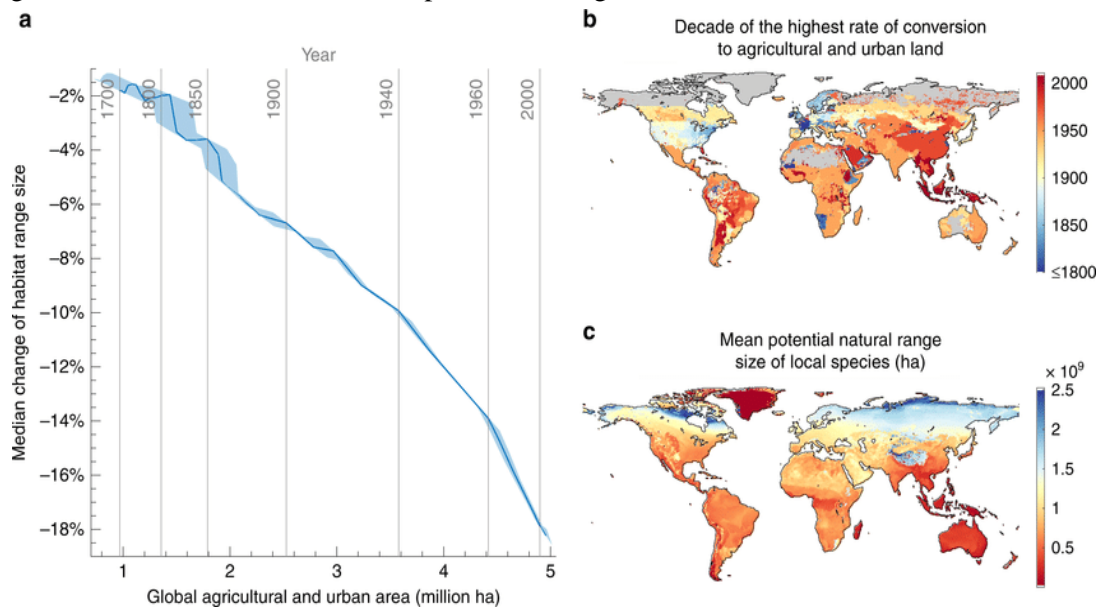 a
Year
1700
1800
1850
1900
1940
1960
2000
−2%
−4%
−6%
−8%
−10%
−12%
−14%
−16%
−18%
Median change of habitat range size
1 2 3 4 5
Global agricultural and urban area (million ha)
b
Decade of the highest rate of conversion
to agricultural and urban land
2000
1950
1900
1850
≤1800
c
Mean potential natural range
size of local species (ha)
× 10⁹
2.5
2
1.5
1
0.5